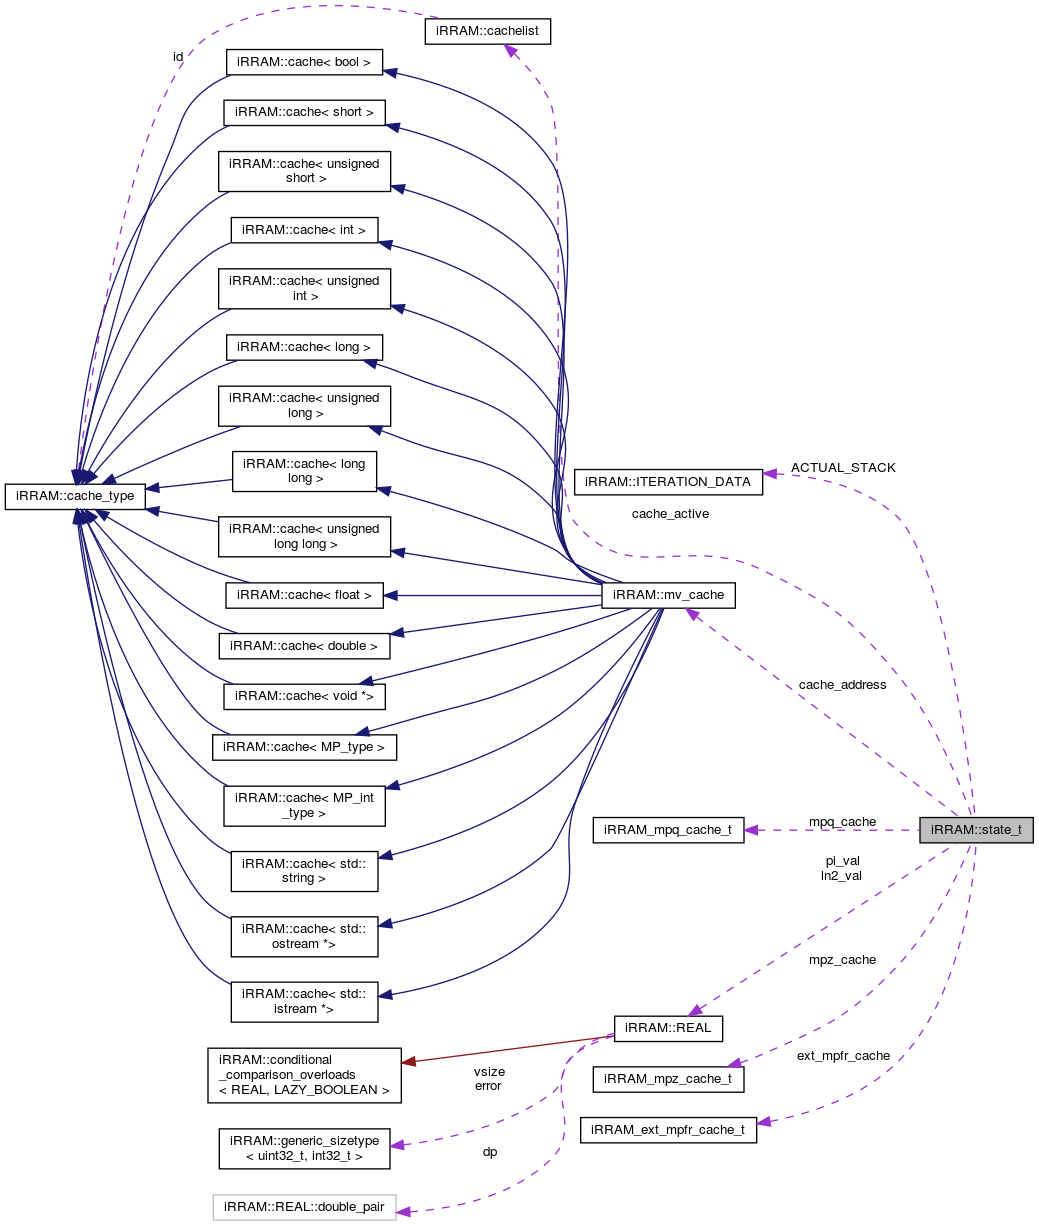 iRRAM::cachelist
id
iRRAM::cache< bool >
iRRAM::cache< short >
iRRAM::cache< unsigned
short >
iRRAM::cache< int >
iRRAM::cache< unsigned
int >
iRRAM::cache< long >
iRRAM::cache< unsigned
long >
iRRAM::cache< long
long >
iRRAM::cache_type
iRRAM::cache< unsigned
long long >
iRRAM::cache< float >
iRRAM::cache< double >
iRRAM::cache< void *>
iRRAM::cache< MP_type >
iRRAM::cache< MP_int
_type >
iRRAM::cache< std::
string >
iRRAM::cache< std::
ostream *>
iRRAM::cache< std::
istream *>
iRRAM::mv_cache
ACTUAL_STACK
iRRAM::ITERATION_DATA
cache_active
cache_address
mpq_cache
iRRAM_mpq_cache_t
iRRAM::state_t
pi_val
ln2_val
mpz_cache
iRRAM::REAL
ext_mpfr_cache
iRRAM_mpz_cache_t
iRRAM_ext_mpfr_cache_t
iRRAM::conditional
_comparison_overloads
< REAL, LAZY_BOOLEAN >
vsize
error
iRRAM::generic_sizetype
< uint32_t, int32_t >
dp
iRRAM::REAL::double_pair